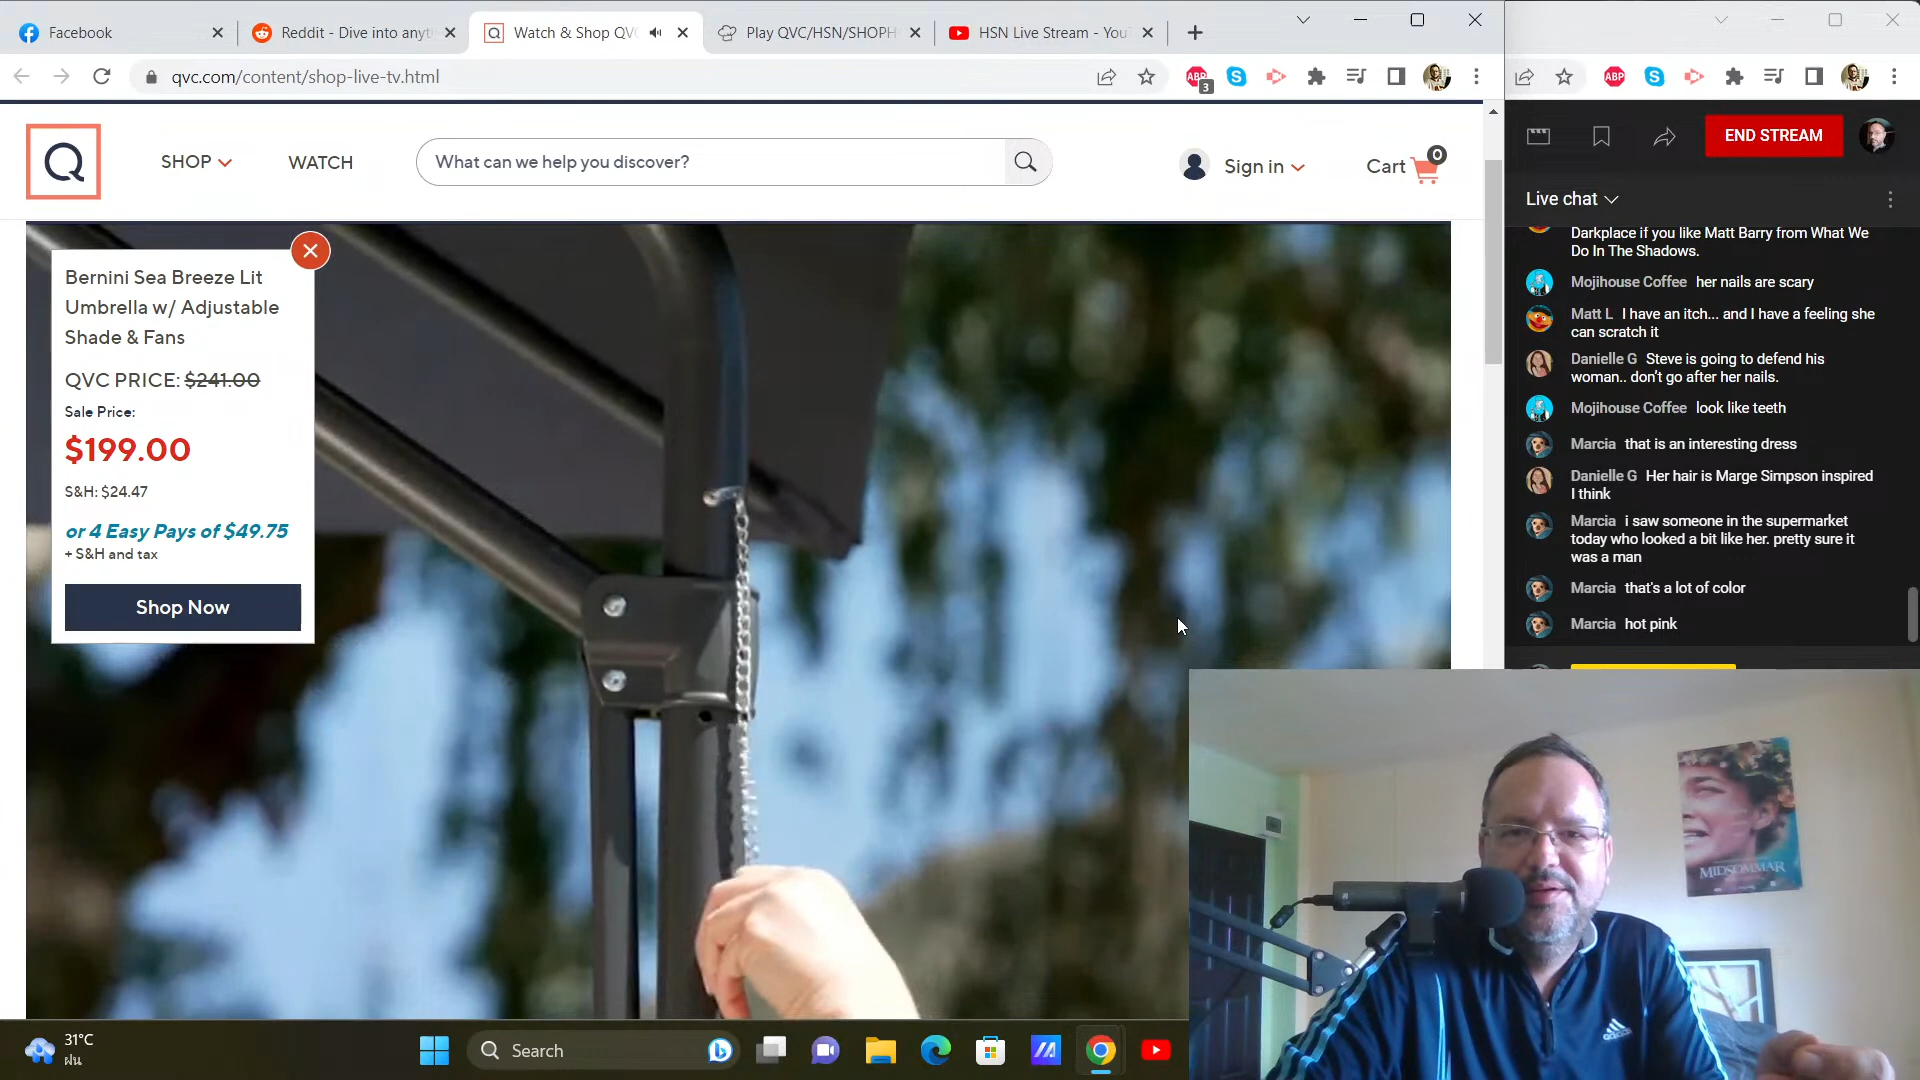 Facebook
Reddit - Dive into anyt
Watch & Shop QV
Play QVC/HSN/SHOPH
HSN Live Stream - You
qvc.com/content/shop-live-tv.html
ABP
3
S
ABP
S
Q
SHOP
WATCH
What can we help you discover?
Sign in
Cart
0
END STREAM
Live chat
Bernini Sea Breeze Lit
Umbrella w/ Adjustable
Shade & Fans
QVC PRICE: $241.00
Sale Price:
$199.00
S&H: $24.47
or 4 Easy Pays of $49.75
+ S&H and tax
Shop Now
Darkplace if you like Matt Barry from What We
Do In The Shadows.
Mojihouse Coffee her nails are scary
Matt L I have an itch... and I have a feeling she
can scratch it
Danielle G Steve is going to defend his
woman.. don't go after her nails.
Mojihouse Coffee look like teeth
Marcia that is an interesting dress
Danielle G Her hair is Marge Simpson inspired
I think
Marcia i saw someone in the supermarket
today who looked a bit like her. pretty sure it
was a man
Marcia that's a lot of color
Marcia hot pink
MIDSOMMAR
adidas
31°C
ฝน
Search